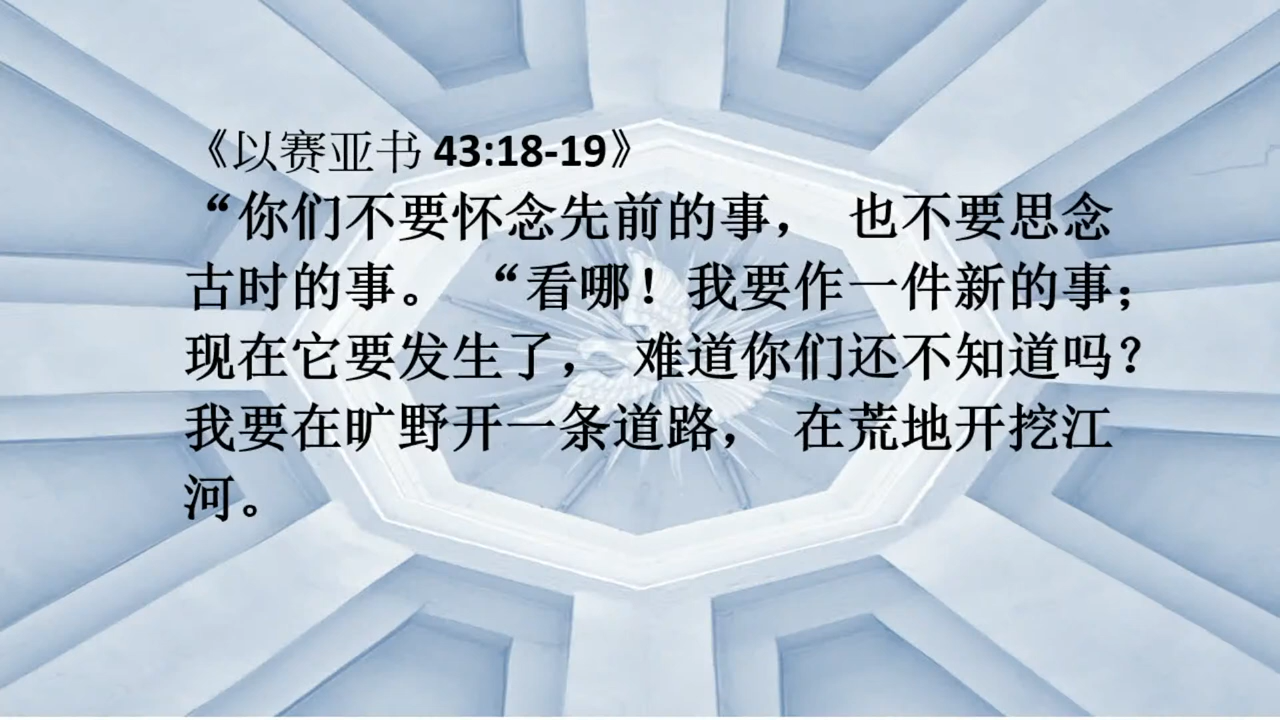 《以赛亚书 43:18-19》
“你们不要怀念先前的事， 也不要思念
古时的事。 “看哪！我要作一件新的事；
现在它要发生了， 难道你们还不知道吗？
我要在旷野开一条道路， 在荒地开挖江
河。